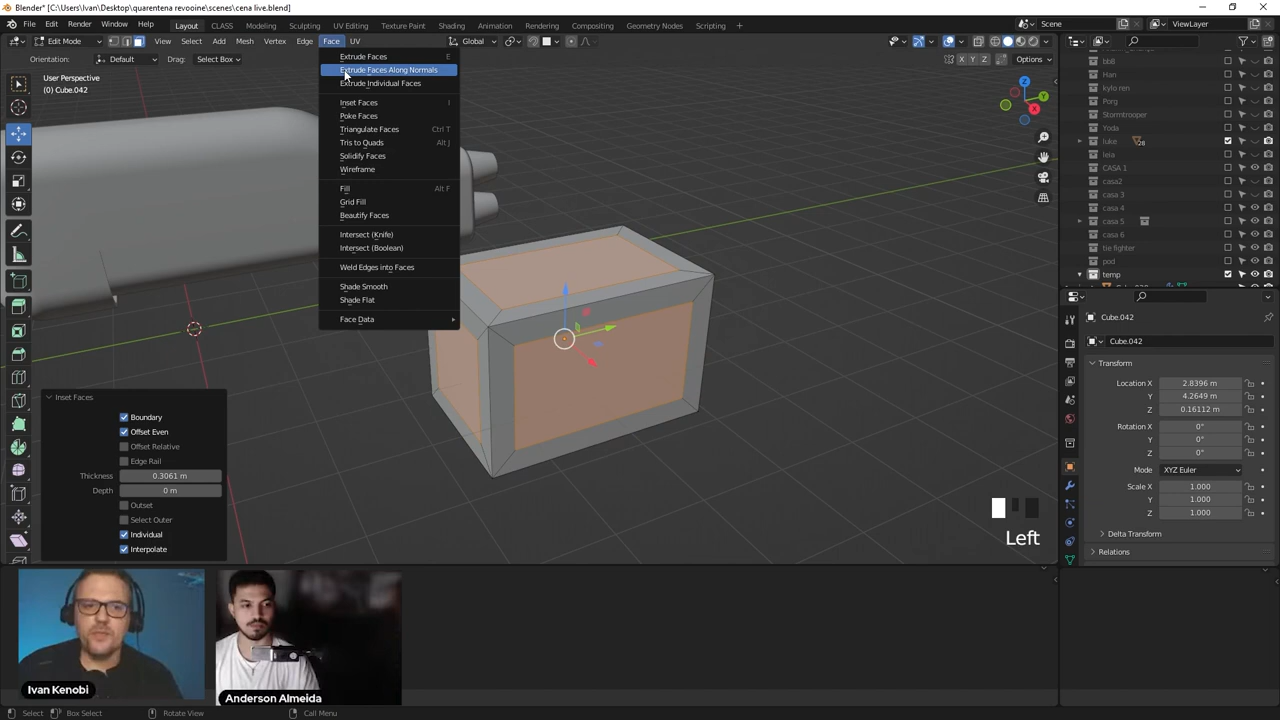 Blender* [C:\Users\Ivan\Desktop\quarentena revooine\scenes\cena live.blend]
File Edit Render Window Help Layout CLASS Modeling Sculpting UV Editing Texture Paint Shading Animation Rendering Compositing Geometry Nodes Scripting + Scene ViewLayer
Edit Mode View Select Add Mesh Vertex Edge Face UV Global
Orientation: Default Drag: Select Box X Y Z Options
User Perspective
(0) Cube.042
Extrude Faces E
Extrude Faces Along Normals
Extrude Individual Faces
Inset Faces I
Poke Faces
Triangulate Faces Ctrl T
Tris to Quads Alt J
Solidify Faces
Wireframe
Fill Alt F
Grid Fill
Beautify Faces
Intersect (Knife)
Intersect (Boolean)
Weld Edges into Faces
Shade Smooth
Shade Flat
Face Data
Z
Y
X
bb8
Han
kylo ren
Porg
Stormtrooper
Yoda
luke 28
leia
CASA 1
casa2
casa 3
casa 4
casa 5
casa 6
tie fighter
pod
temp
Cube.042
Cube.042
Transform
Location X 2.8396 m
Y 4.2649 m
Z 0.16112 m
Rotation X 0°
Y 0°
Z 0°
Mode XYZ Euler
Scale X 1.000
Y 1.000
Z 1.000
Delta Transform
Relations
Inset Faces
Boundary
Offset Even
Offset Relative
Edge Rail
Thickness 0.3061 m
Depth 0 m
Outset
Select Outer
Individual
Interpolate
Left
Ivan Kenobi
Anderson Almeida
Select Box Select Rotate View Call Menu